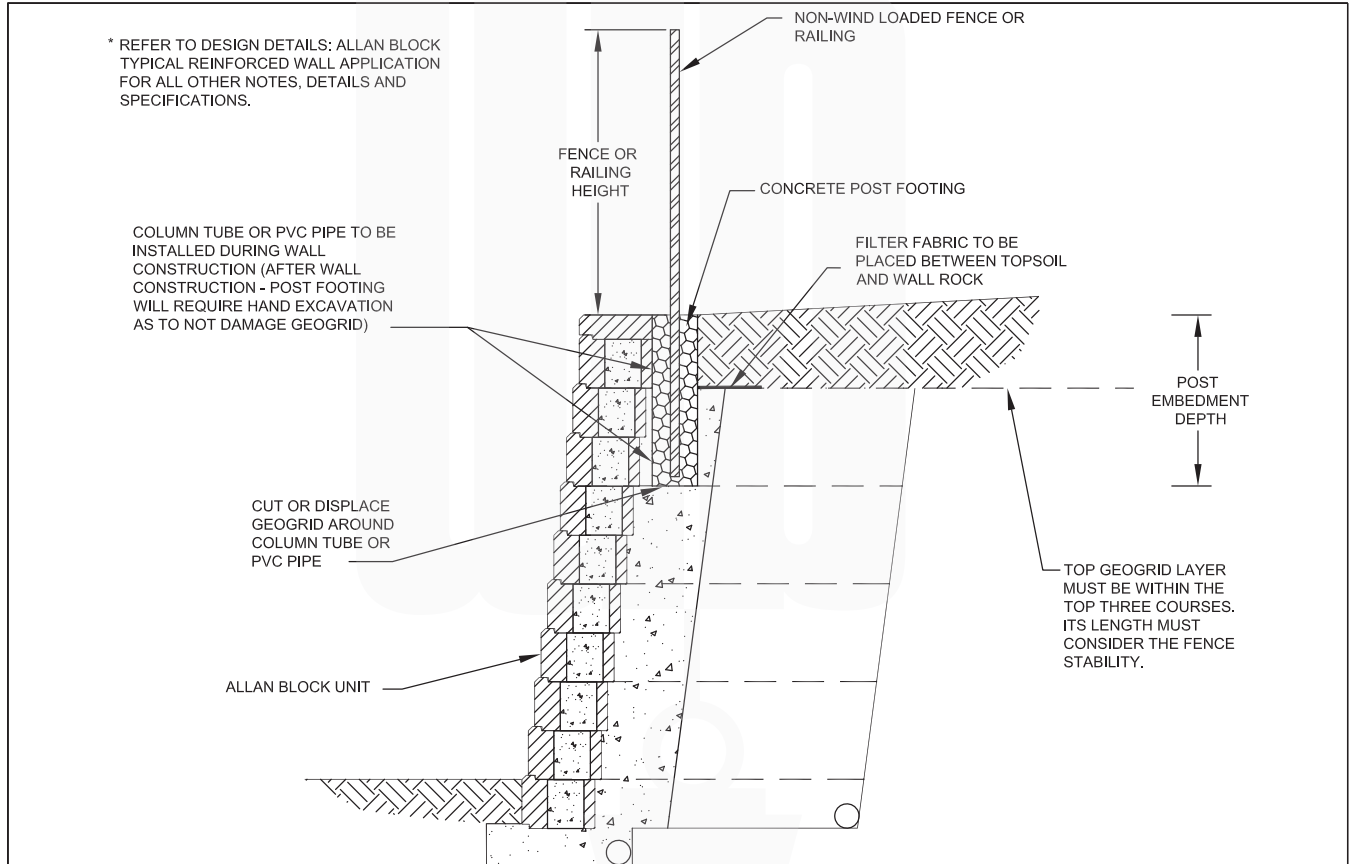 * REFER TO DESIGN DETAILS: ALLAN BLOCK
TYPICAL REINFORCED WALL APPLICATION
FOR ALL OTHER NOTES, DETAILS AND
SPECIFICATIONS.
NON-WIND LOADED FENCE OR
RAILING
FENCE OR
RAILING
HEIGHT
CONCRETE POST FOOTING
COLUMN TUBE OR PVC PIPE TO BE
INSTALLED DURING WALL
CONSTRUCTION (AFTER WALL
CONSTRUCTION - POST FOOTING
WILL REQUIRE HAND EXCAVATION
AS TO NOT DAMAGE GEOGRID)
FILTER FABRIC TO BE
PLACED BETWEEN TOPSOIL
AND WALL ROCK
POST
EMBEDMENT
DEPTH
CUT OR DISPLACE
GEOGRID AROUND
COLUMN TUBE OR
PVC PIPE
TOP GEOGRID LAYER
MUST BE WITHIN THE
TOP THREE COURSES.
ITS LENGTH MUST
CONSIDER THE FENCE
STABILITY.
ALLAN BLOCK UNIT